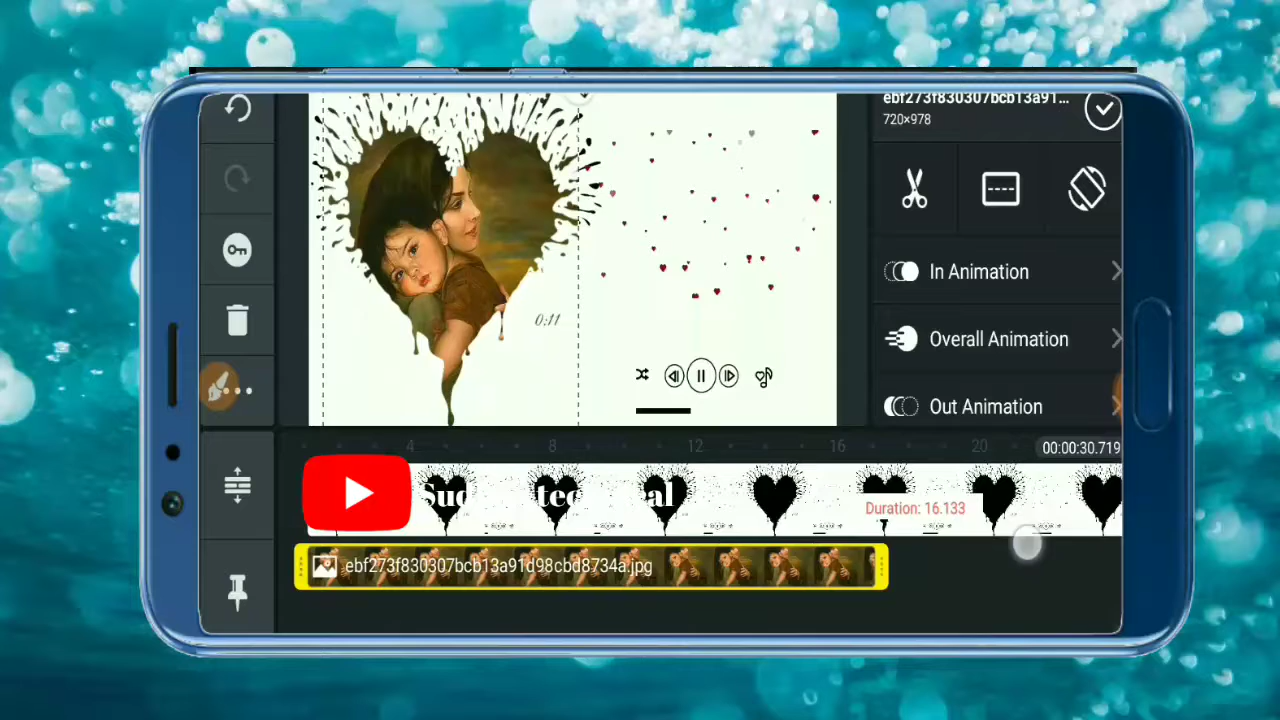 ebf273f830307bcb13a91...
720×978
In Animation
Overall Animation
Out Animation
0:11
4 8 12 16 20 00:00:30.719
Duration: 16.133
ebf273f830307bcb13a91d98cbd8734a.jpg